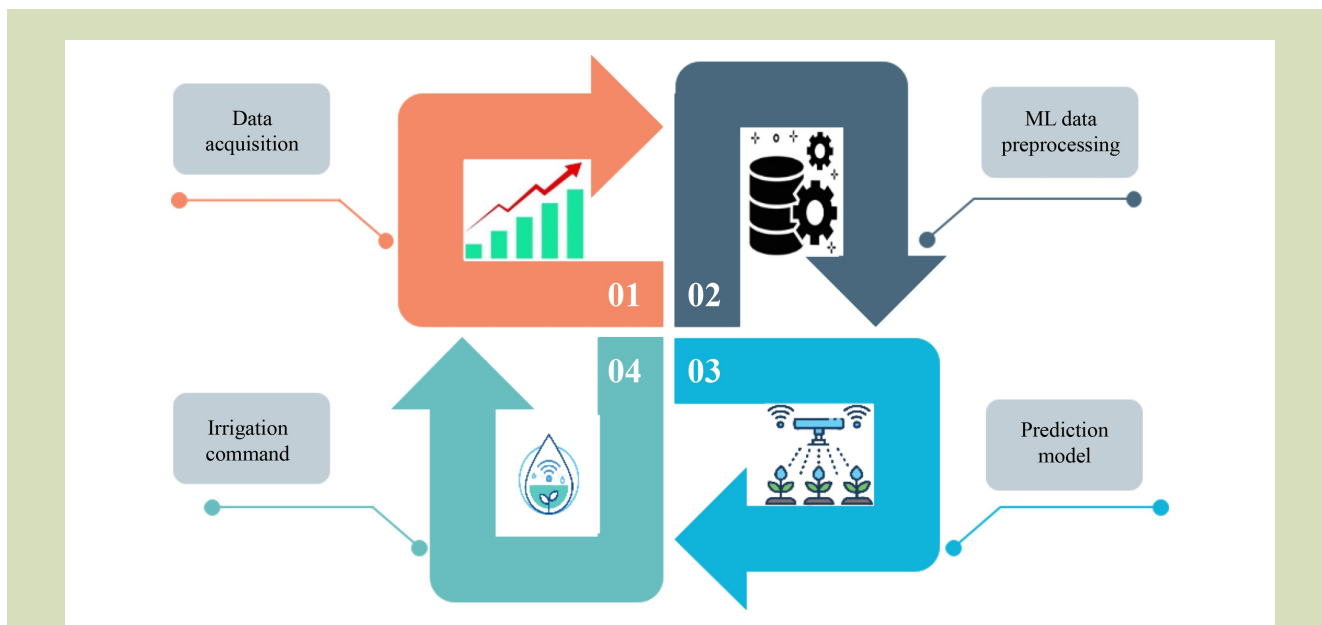 Data
acquisition
ML data
preprocessing
01
02
04
03
Irrigation
command
Prediction
model